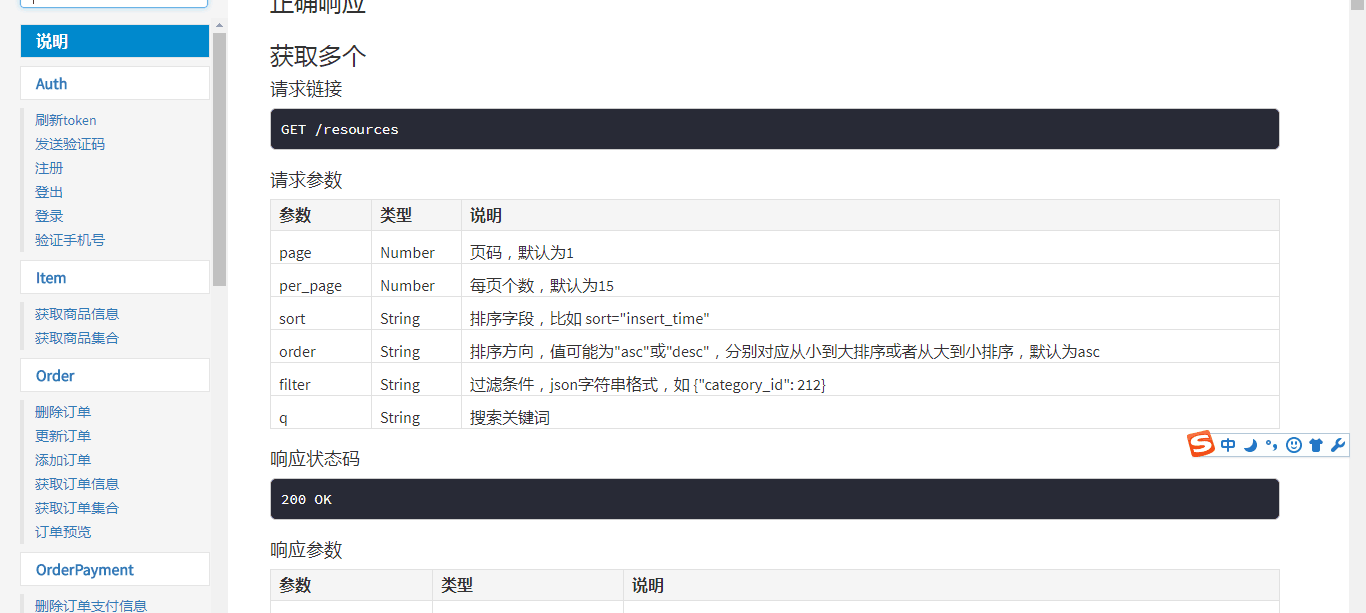 说明
Auth
刷新token
发送验证码
注册
登出
登录
验证手机号
Item
获取商品信息
获取商品集合
Order
删除订单
更新订单
添加订单
获取订单信息
获取订单集合
订单预览
OrderPayment
删除订单支付信息
正确响应
获取多个
请求链接
GET /resources
请求参数
参数 类型 说明
page Number 页码，默认为1
per_page Number 每页个数，默认为15
sort String 排序字段，比如 sort="insert_time"
order String 排序方向，值可能为"asc"或"desc"，分别对应从小到大排序或者从大到小排序，默认为asc
filter String 过滤条件，json字符串格式，如 {"category_id": 212}
q String 搜索关键词
S 中
响应状态码
200 OK
响应参数
参数 类型 说明